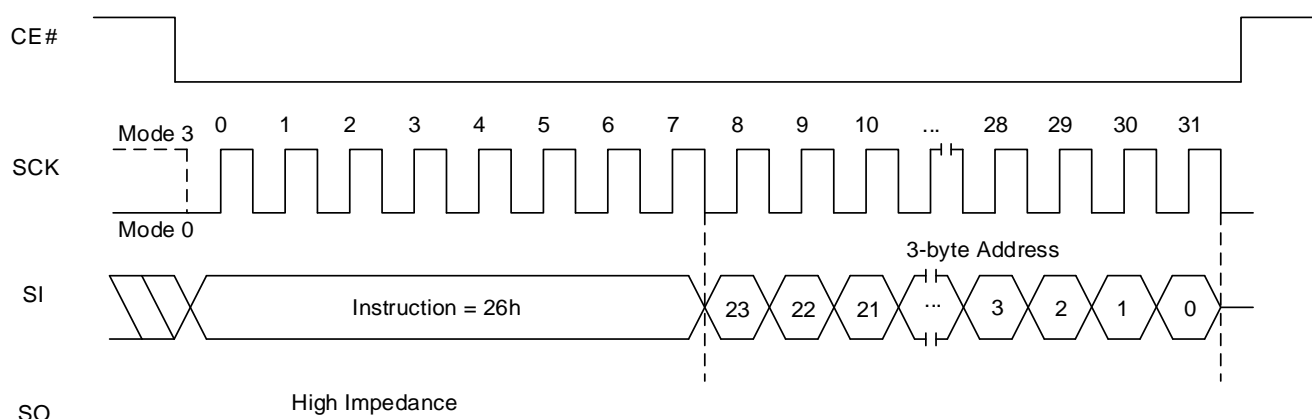 CE#
0 1 2 3 4 5 6 7 8 9 10 ... 28 29 30 31
Mode 3
SCK
Mode 0
3-byte Address
SI
Instruction = 26h 23 22 21 ... 3 2 1 0
High Impedance
SO